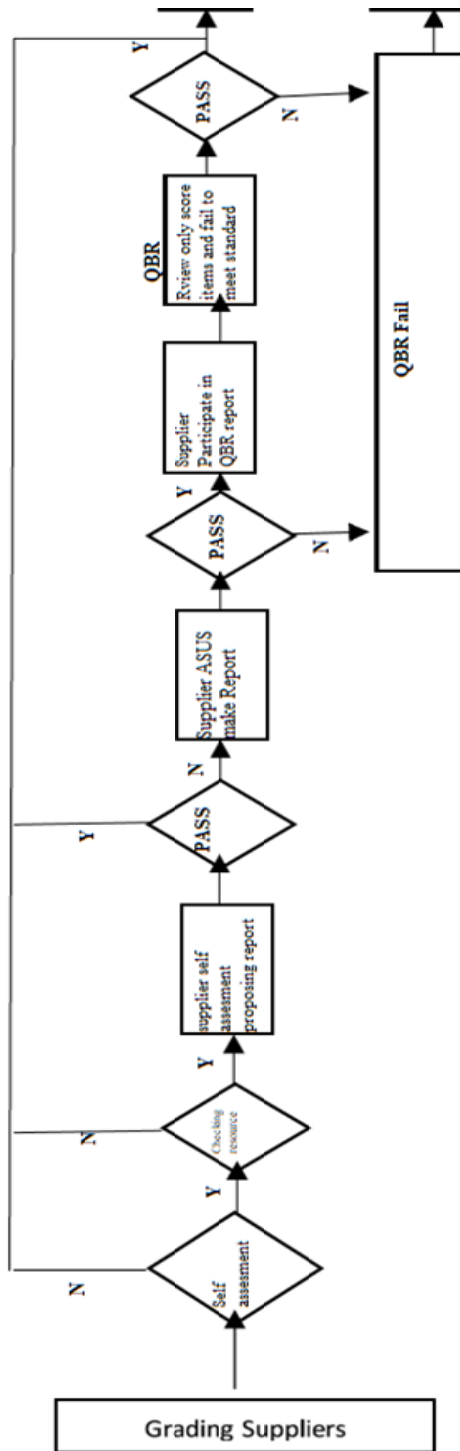 Grading Suppliers
Self
assesment
N
Y
Checking
resource
N
Y
supplier self
assesment
proposing report
PASS
Y
N
Supplier ASUS
make Report
PASS
Y
N
Supplier
Participate in
QBR report
QBR
Rview only score
items and fail to
meet standard
PASS
Y
N
QBR Fail